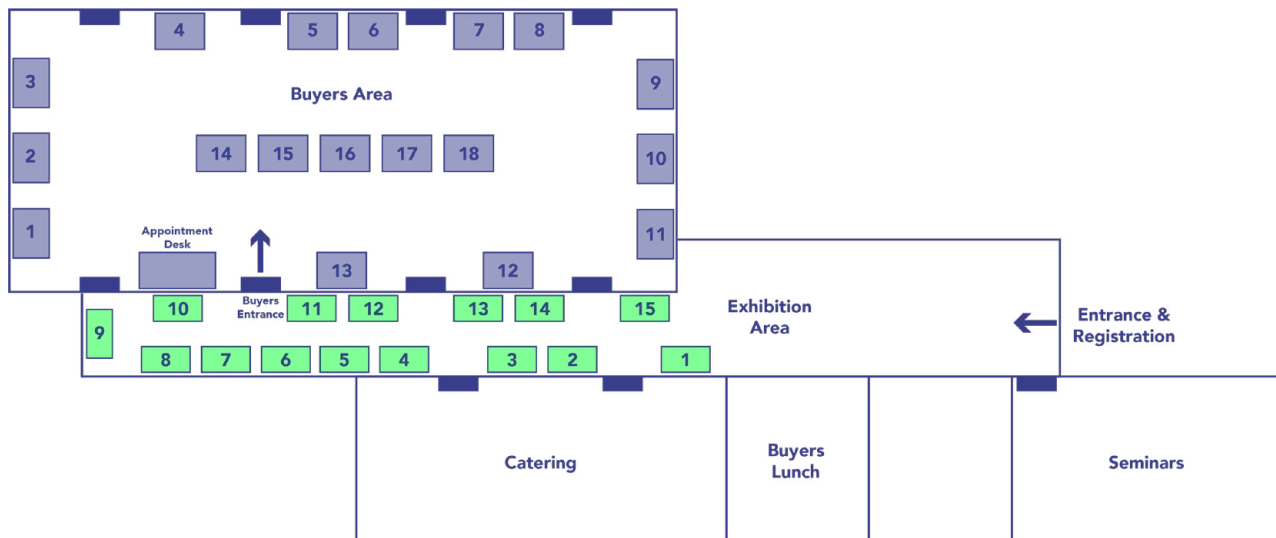 4
5
6
7
8
3
Buyers Area
9
2
14
15
16
17
18
10
1
Appointment
Desk
11
13
12
Buyers
Entrance
10
11
12
13
14
15
9
Exhibition
Area
Entrance &
Registration
8
7
6
5
4
3
2
1
Catering
Buyers
Lunch
Seminars